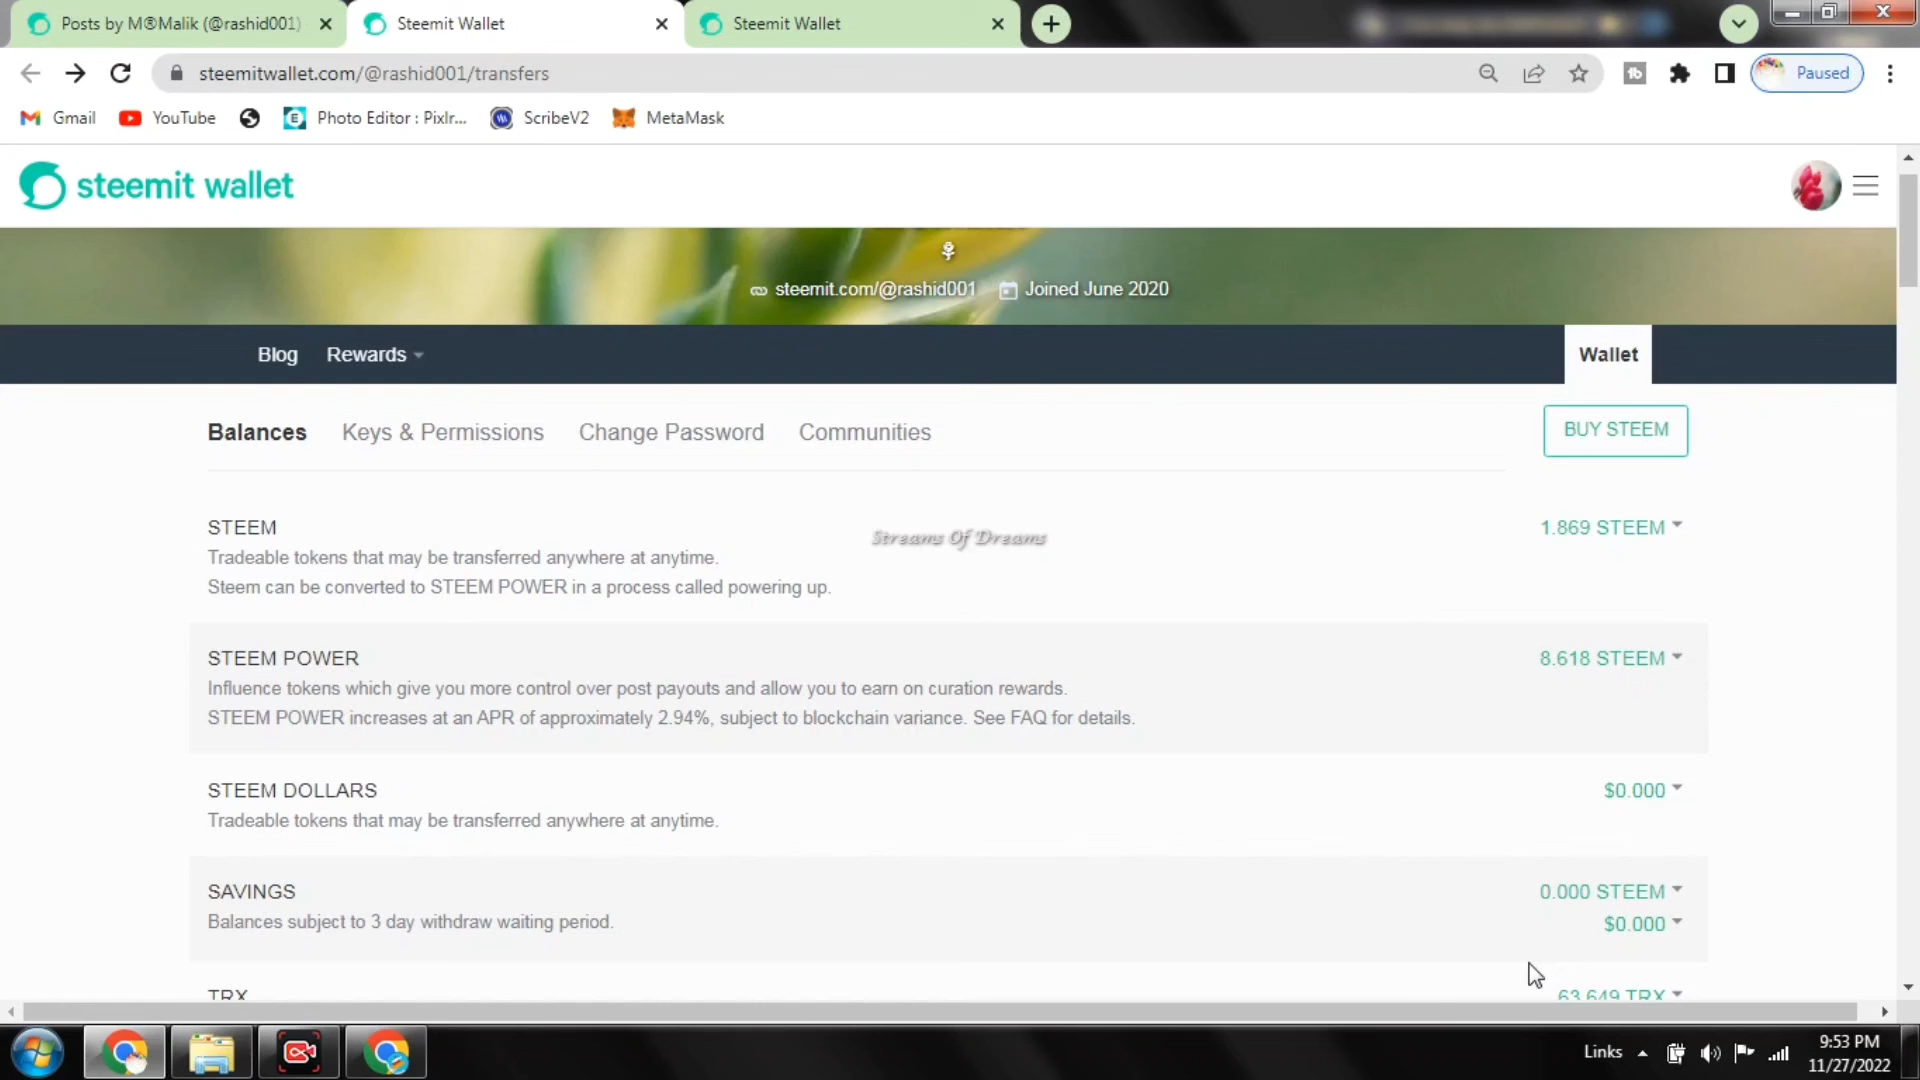 Posts by M®Malik (@rashid001)
Steemit Wallet
Steemit Wallet
steemitwallet.com/@rashid001/transfers
Paused
Gmail
YouTube
Photo Editor : Pixlr...
ScribeV2
MetaMask
steemit wallet
steemit.com/@rashid001
Joined June 2020
Blog
Rewards
Wallet
Balances
Keys & Permissions
Change Password
Communities
BUY STEEM
STEEM
1.869 STEEM
Tradeable tokens that may be transferred anywhere at anytime.
Steem can be converted to STEEM POWER in a process called powering up.
Streams Of Dreams
STEEM POWER
8.618 STEEM
Influence tokens which give you more control over post payouts and allow you to earn on curation rewards.
STEEM POWER increases at an APR of approximately 2.94%, subject to blockchain variance. See FAQ for details.
STEEM DOLLARS
$0.000
Tradeable tokens that may be transferred anywhere at anytime.
SAVINGS
0.000 STEEM
Balances subject to 3 day withdraw waiting period.
$0.000
TRX
63.649 TRX
Links
9:53 PM
11/27/2022